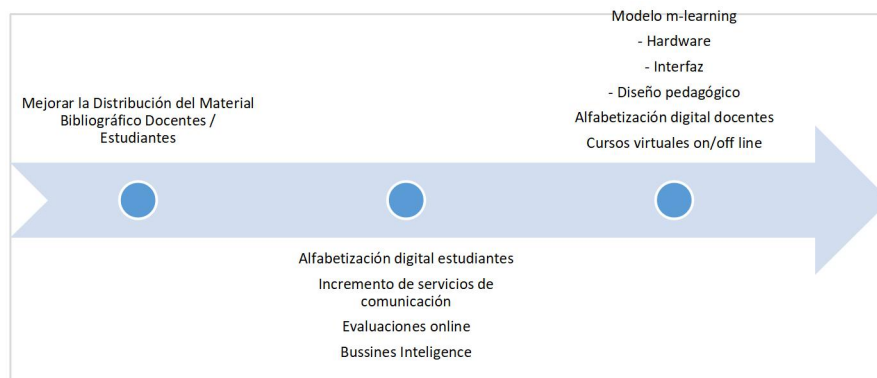 Mejorar la Distribución del Material
Bibliográfico Docentes /
Estudiantes
Alfabetización digital estudiantes
Incremento de servicios de
comunicación
Evaluaciones online
Bussines Inteligence
Modelo m-learning
- Hardware
- Interfaz
- Diseño pedagógico
Alfabetización digital docentes
Cursos virtuales on/off line